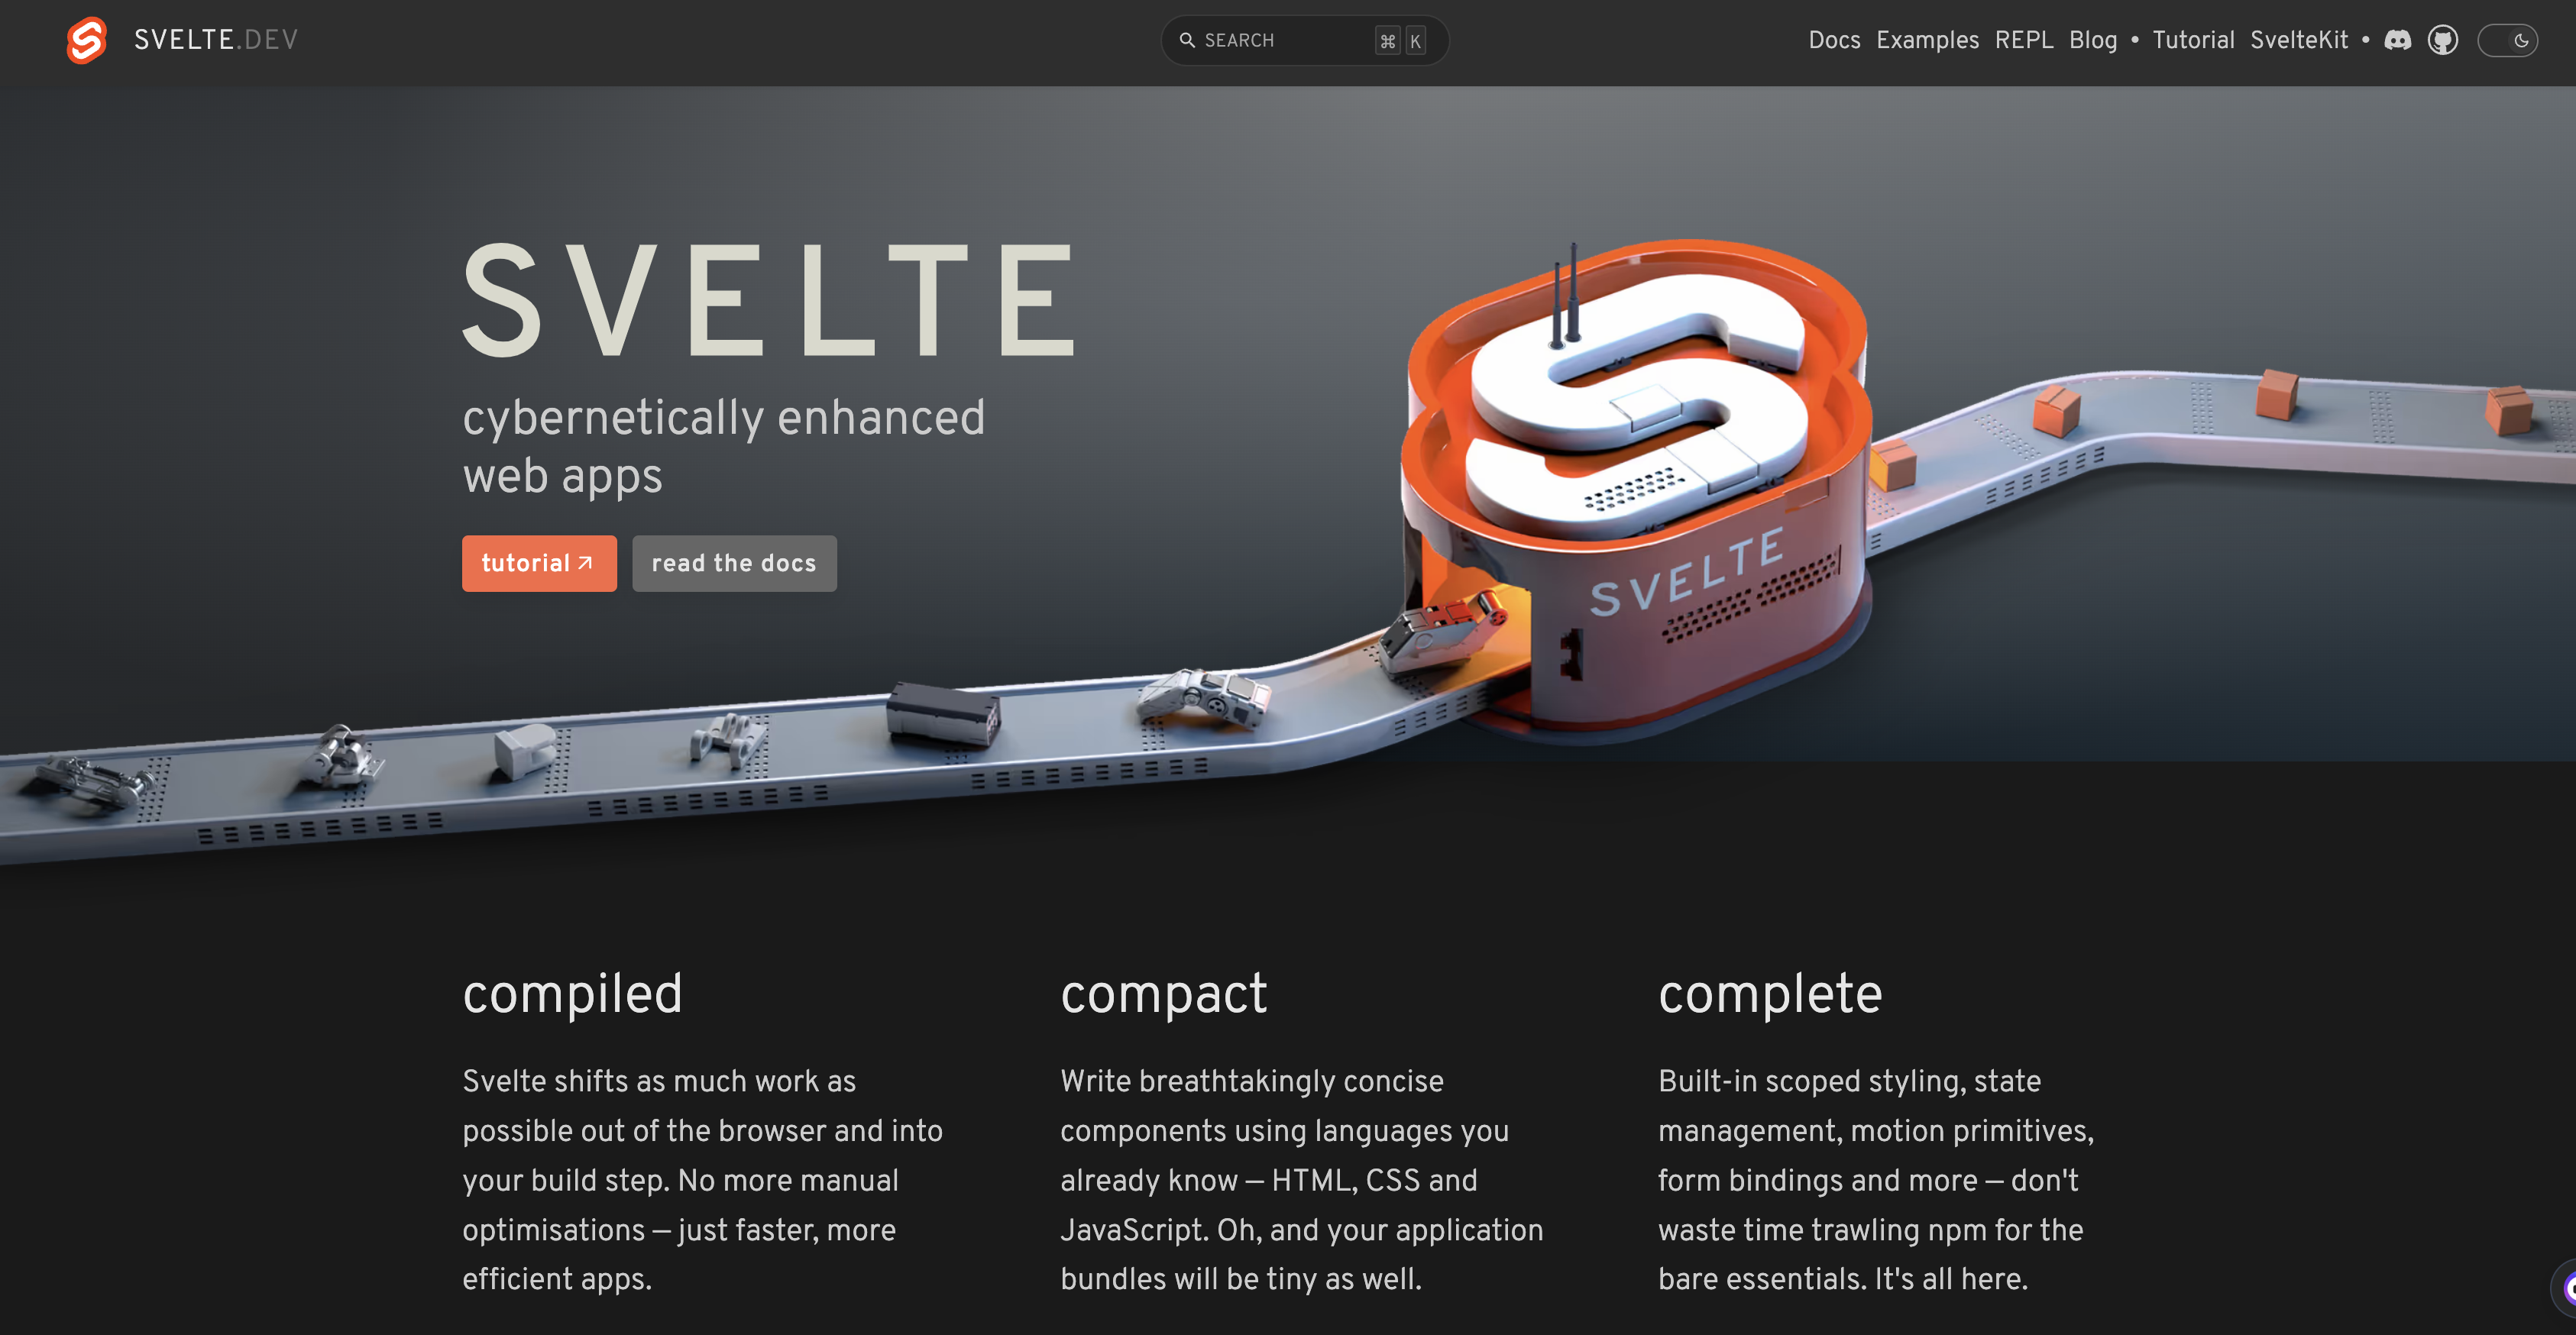 SVELTE.DEV
SEARCH ⌘ K
Docs Examples REPL Blog • Tutorial SvelteKit •
SVELTE
cybernetically enhanced
web apps
tutorial ↗
read the docs
SVELTE
compiled
Svelte shifts as much work as
possible out of the browser and into
your build step. No more manual
optimisations — just faster, more
efficient apps.
compact
Write breathtakingly concise
components using languages you
already know — HTML, CSS and
JavaScript. Oh, and your application
bundles will be tiny as well.
complete
Built-in scoped styling, state
management, motion primitives,
form bindings and more — don't
waste time trawling npm for the
bare essentials. It's all here.